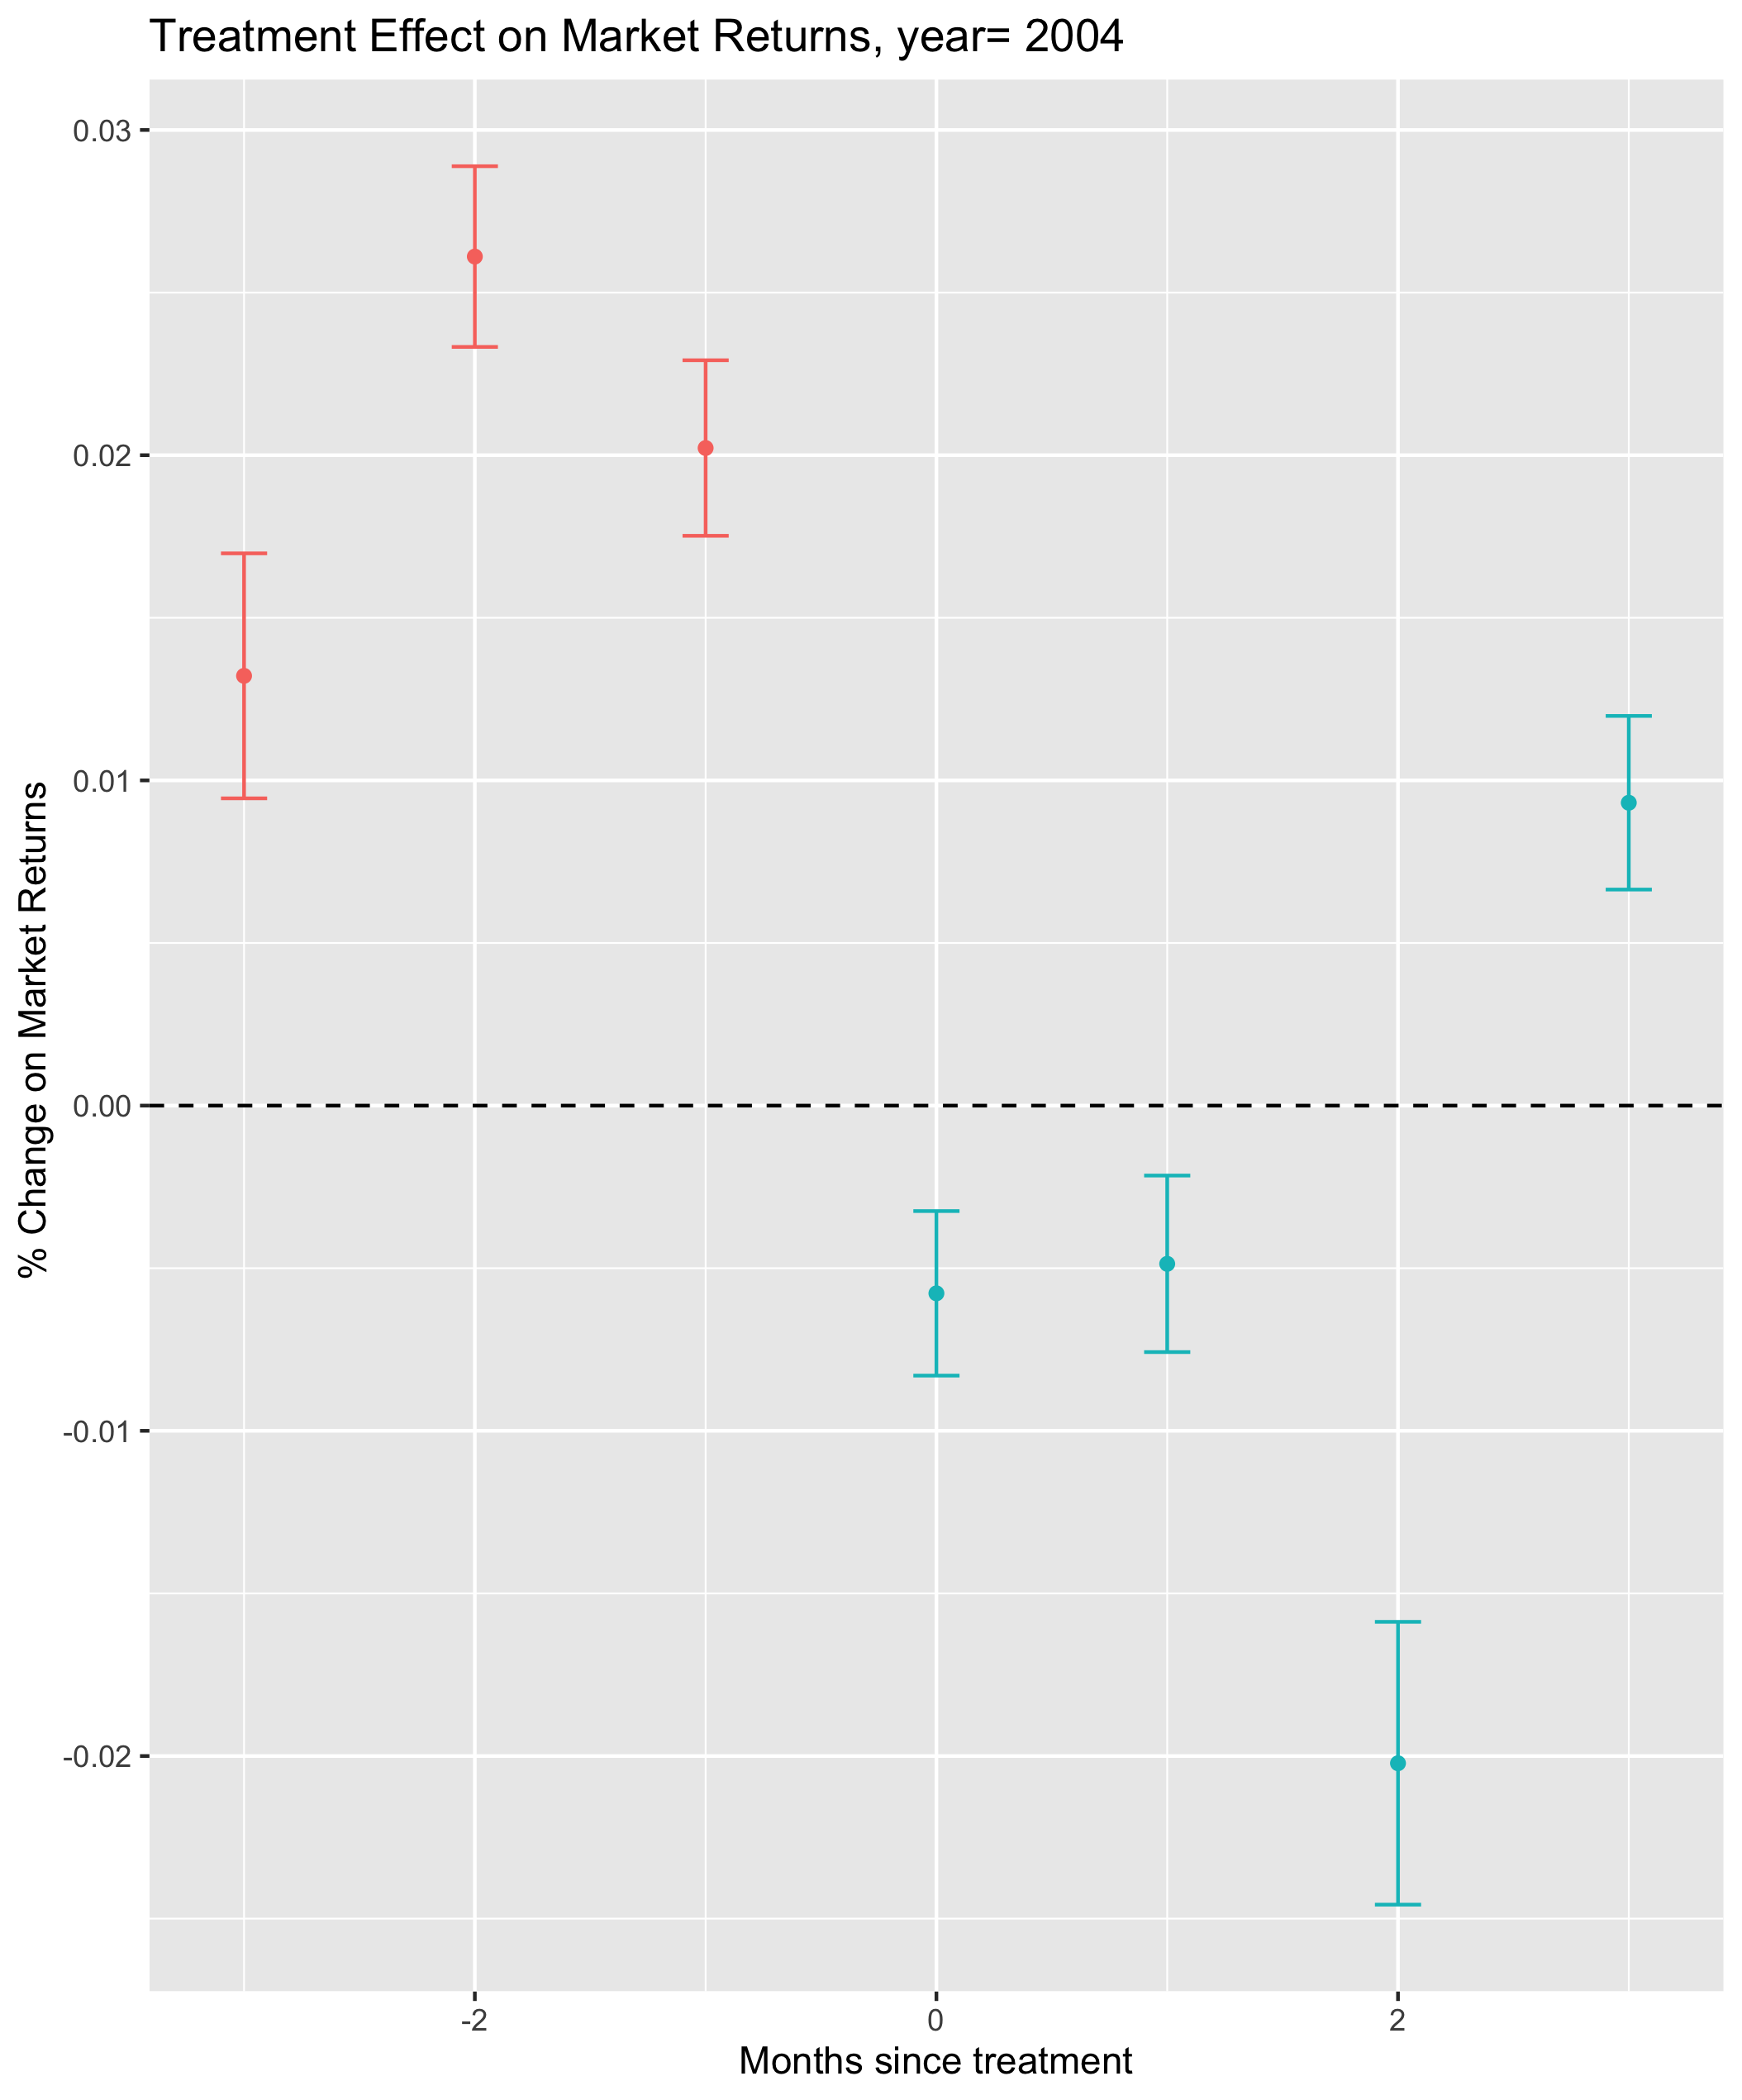 Treatment Effect on Market Returns, year= 2004
% Change on Market Returns
0.03
0.02
0.01
0.00
-0.01
-0.02
-2 0 2
Months since treatment